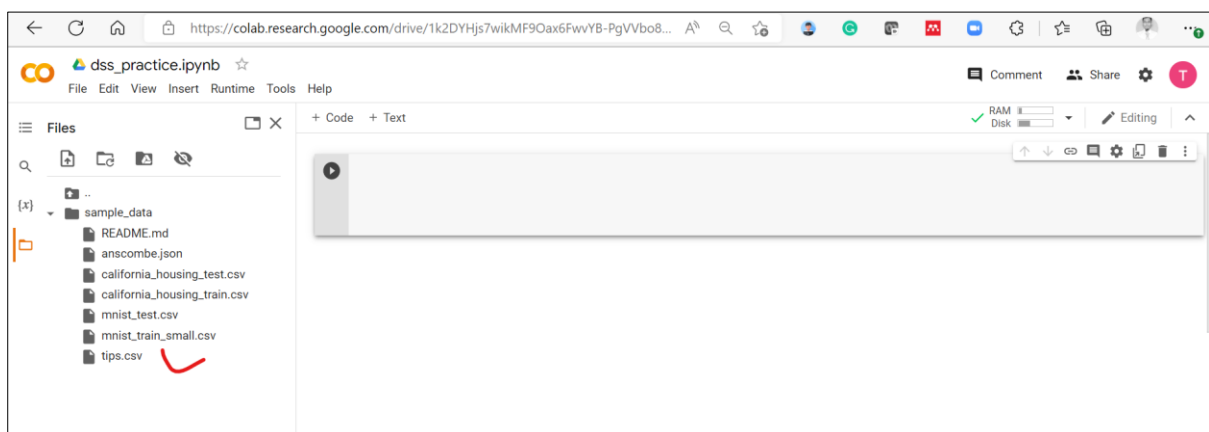 https://colab.research.google.com/drive/1k2DYHjs7wikMF9Oax6FwvYB-PgVVbo8...
dss_practice.ipynb
File Edit View Insert Runtime Tools Help
Comment Share T
Files
+ Code + Text
RAM
Disk
Editing
{x}
..
sample_data
README.md
anscombe.json
california_housing_test.csv
california_housing_train.csv
mnist_test.csv
mnist_train_small.csv
tips.csv